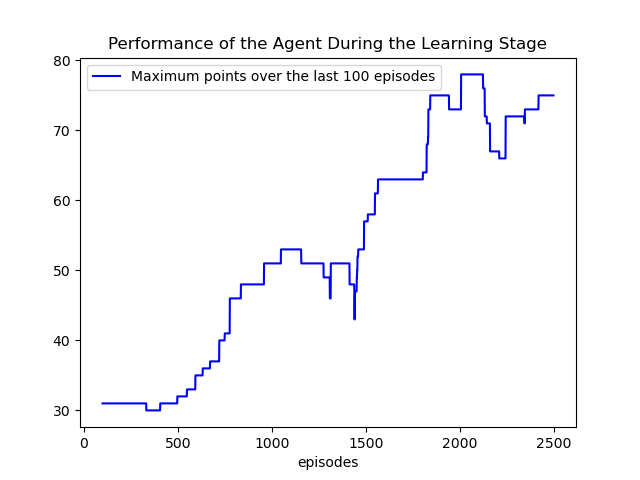 Performance of the Agent During the Learning Stage
Maximum points over the last 100 episodes
80
70
60
50
40
30
0 500 1000 1500 2000 2500
episodes